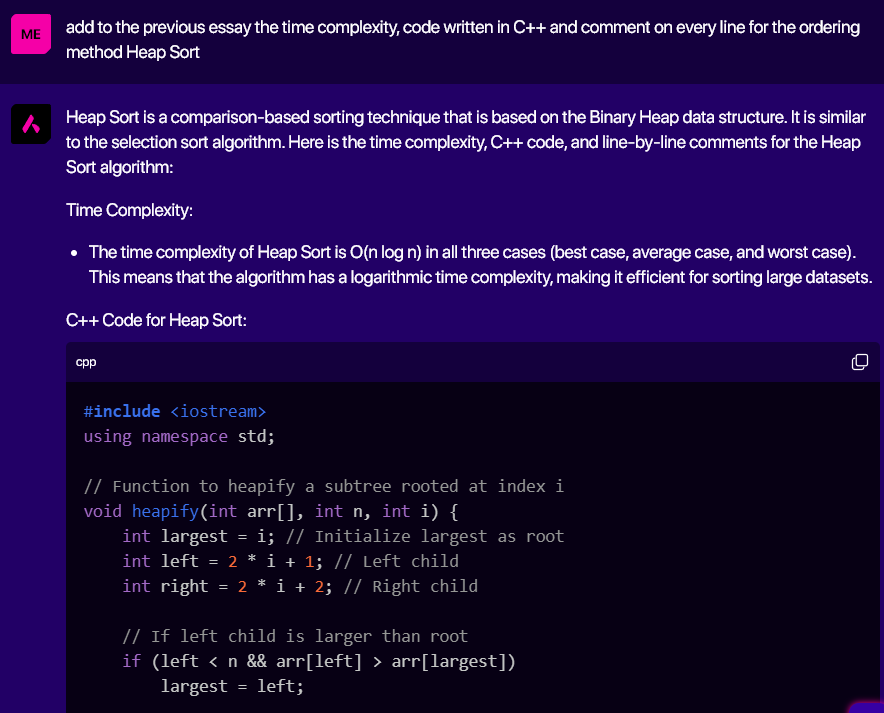 ME
add to the previous essay the time complexity, code written in C++ and comment on every line for the ordering
method Heap Sort
Heap Sort is a comparison-based sorting technique that is based on the Binary Heap data structure. It is similar
to the selection sort algorithm. Here is the time complexity, C++ code, and line-by-line comments for the Heap
Sort algorithm:
Time Complexity:
• The time complexity of Heap Sort is O(n log n) in all three cases (best case, average case, and worst case).
This means that the algorithm has a logarithmic time complexity, making it efficient for sorting large datasets.
C++ Code for Heap Sort:
cpp
#include <iostream>
using namespace std;
// Function to heapify a subtree rooted at index i
void heapify(int arr[], int n, int i) {
    int largest = i; // Initialize largest as root
    int left = 2 * i + 1; // Left child
    int right = 2 * i + 2; // Right child
    // If left child is larger than root
    if (left < n && arr[left] > arr[largest])
        largest = left;